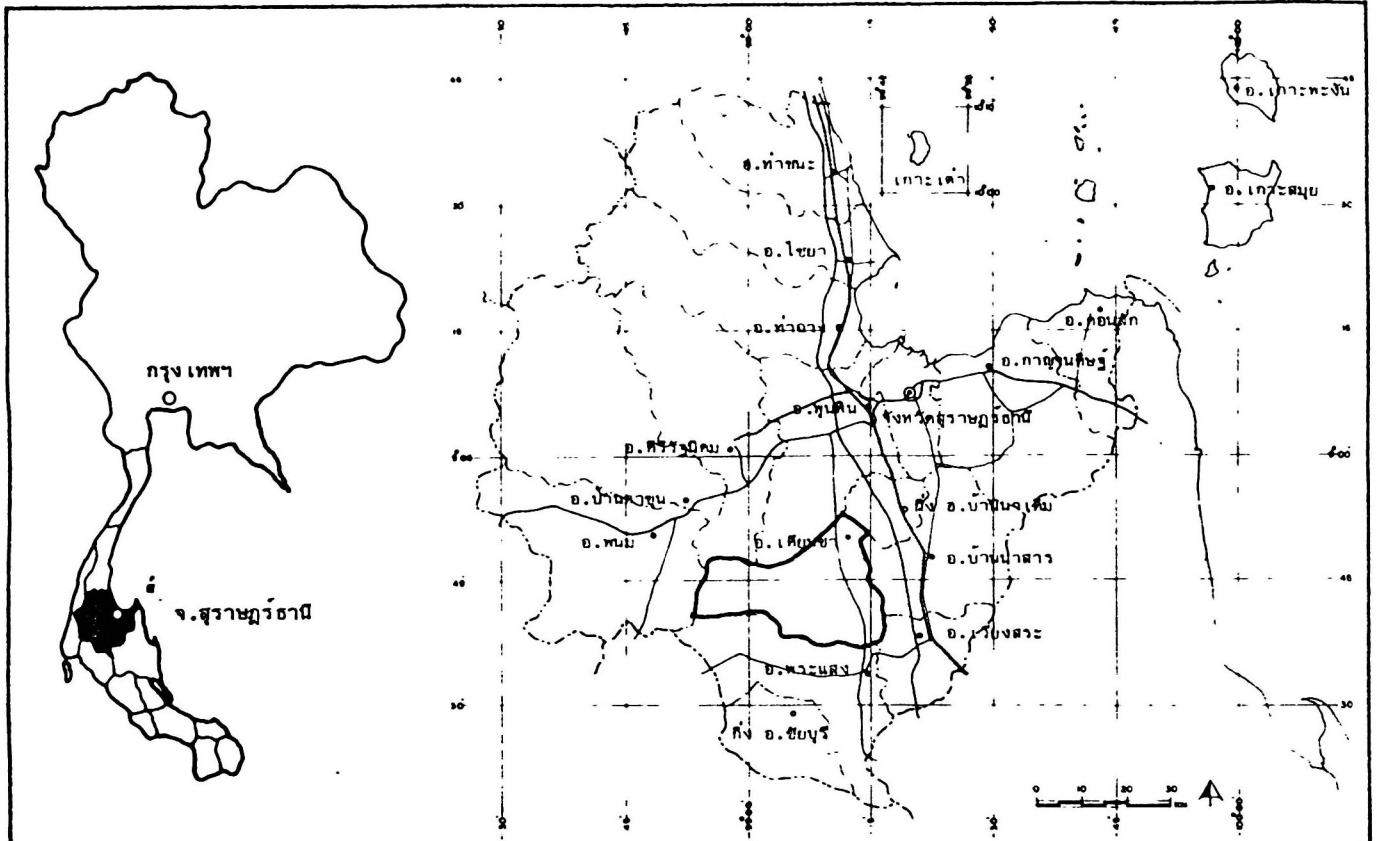 กรุงเทพฯ
จ.สุราษฎร์ธานี
อ.เกาะพะงัน
อ.ท่าชนะ
เกาะเต่า
อ.เกาะสมุย
อ.ไชยา
อ.ดอนสัก
อ.ท่าฉาง
อ.กาญจนดิษฐ์
อ.พุนพิน
จังหวัดสุราษฎร์ธานี
อ.คีรีรัฐนิคม
อ.บ้านตาขุน
กิ่ง อ.บ้านนาเดิม
อ.พนม
อ.เคียนซา
อ.บ้านนาสาร
อ.เวียงสระ
อ.พระแสง
กิ่ง อ.ชัยบุรี
0 10 20 30